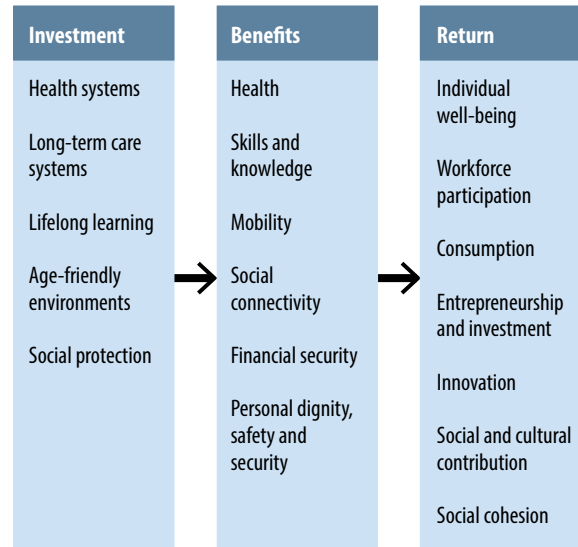 Investment
Health systems
Long-term care
systems
Lifelong learning
Age-friendly
environments
Social protection
Benefits
Health
Skills and
knowledge
Mobility
Social
connectivity
Financial security
Personal dignity,
safety and
security
Return
Individual
well-being
Workforce
participation
Consumption
Entrepreneurship
and investment
Innovation
Social and cultural
contribution
Social cohesion